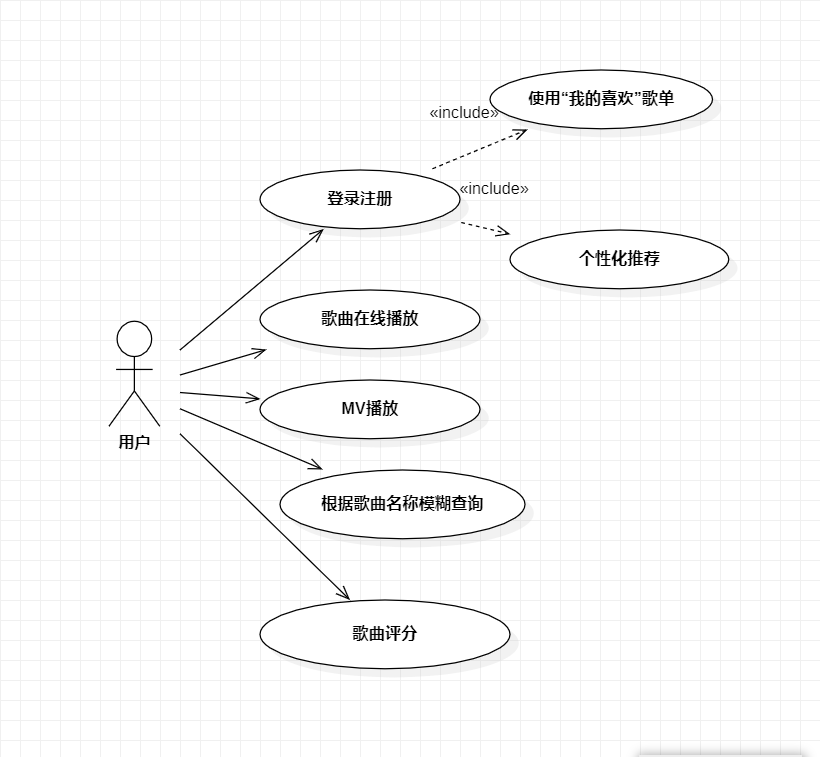 使用“我的喜欢”歌单
«include»
«include»
登录注册
个性化推荐
歌曲在线播放
MV播放
用户
根据歌曲名称模糊查询
歌曲评分